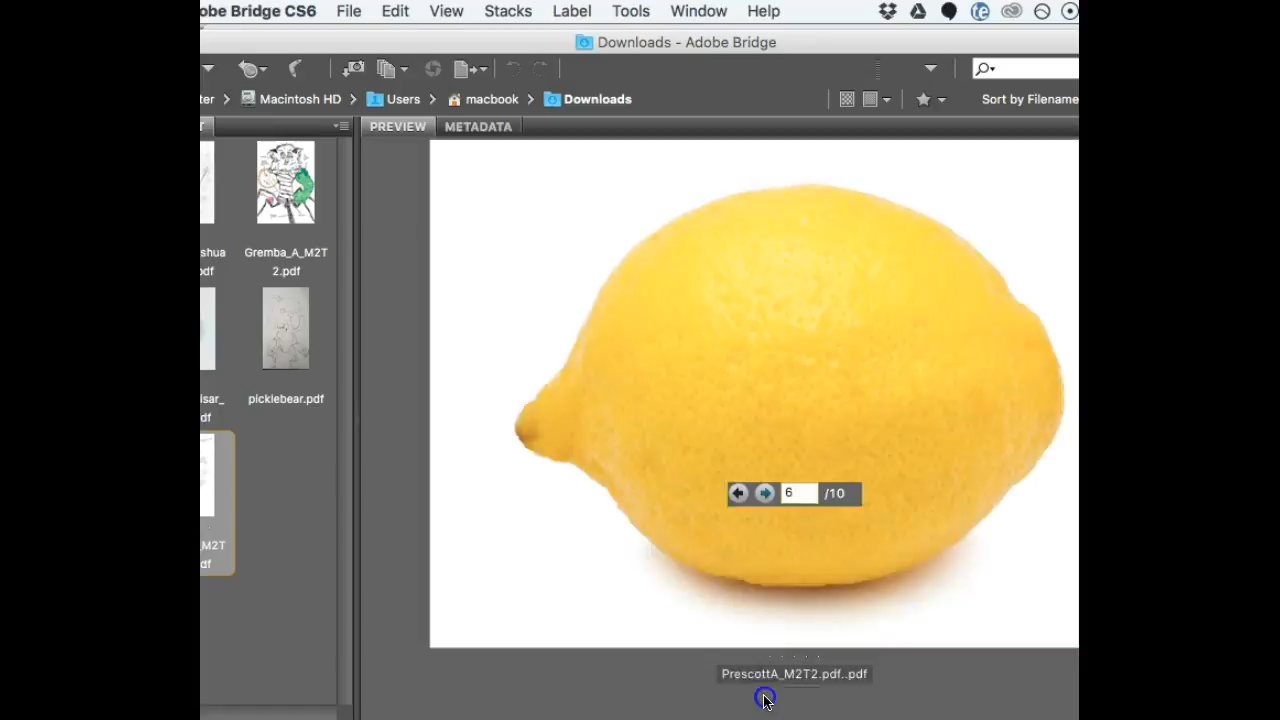 obe Bridge CS6 File Edit View Stacks Label Tools Window Help
Downloads - Adobe Bridge
ter Macintosh HD Users macbook Downloads
Sort by Filename
T
PREVIEW METADATA
shua
pdf
Gremba_A_M2T
2.pdf
isar_
df
picklebear.pdf
_M2T
df
6 /10
PrescottA_M2T2.pdf..pdf